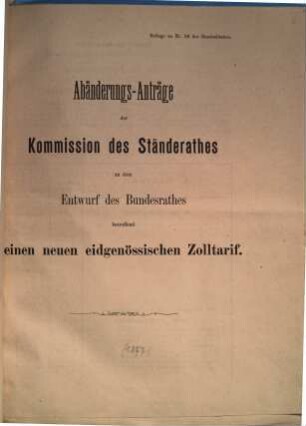 Beilage zu Nr. 54 des Bundesblattes.
Abänderungs-Anträge
der
Kommission des Ständerathes
zu dem
Entwurf des Bundesrathes
betreffend
einen neuen eidgenössischen Zolltarif.